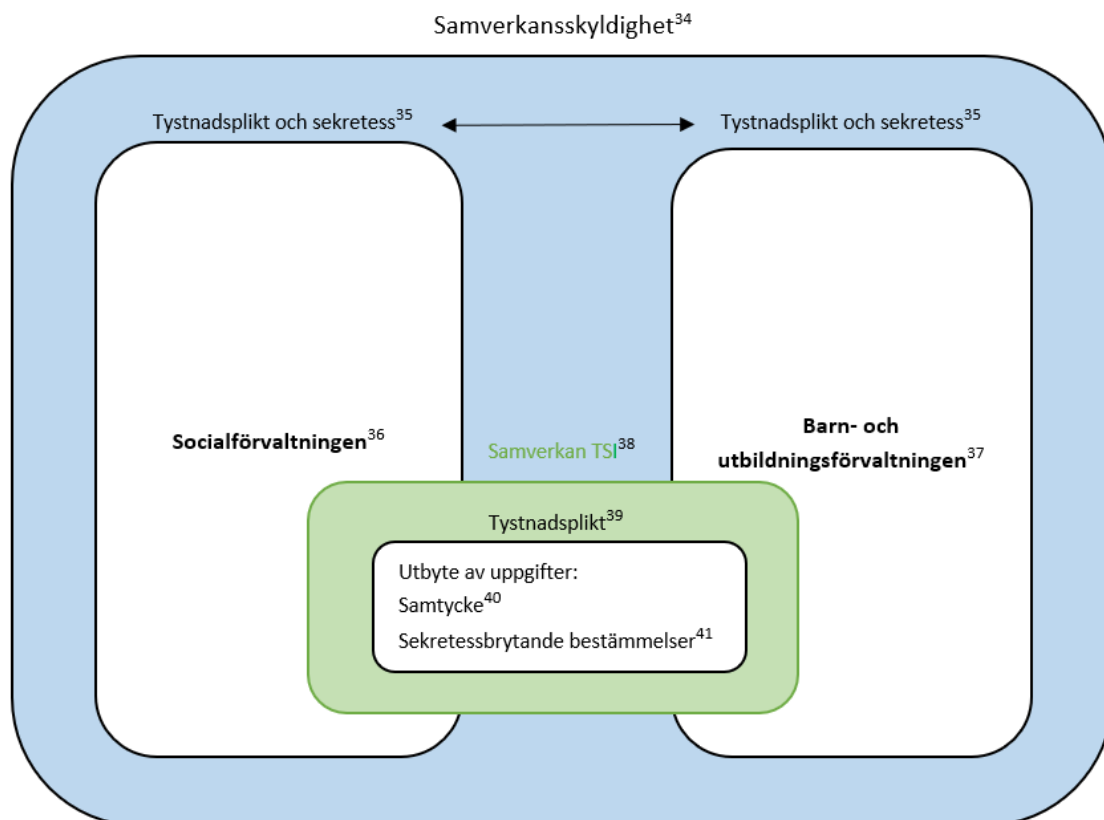 Samverkansskyldighet³⁴
Tystnadsplikt och sekretess³⁵
Tystnadsplikt och sekretess³⁵
Socialförvaltningen³⁶
Barn- och
utbildningsförvaltningen³⁷
Samverkan TSI³⁸
Tystnadsplikt³⁹
Utbyte av uppgifter:
Samtycke⁴⁰
Sekretessbrytande bestämmelser⁴¹